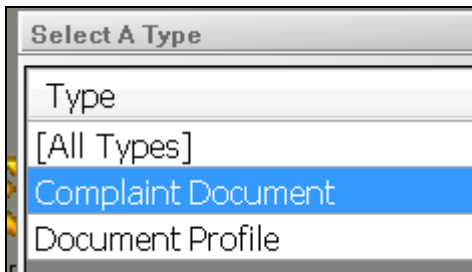 Select A Type
Type
[All Types]
Complaint Document
Document Profile